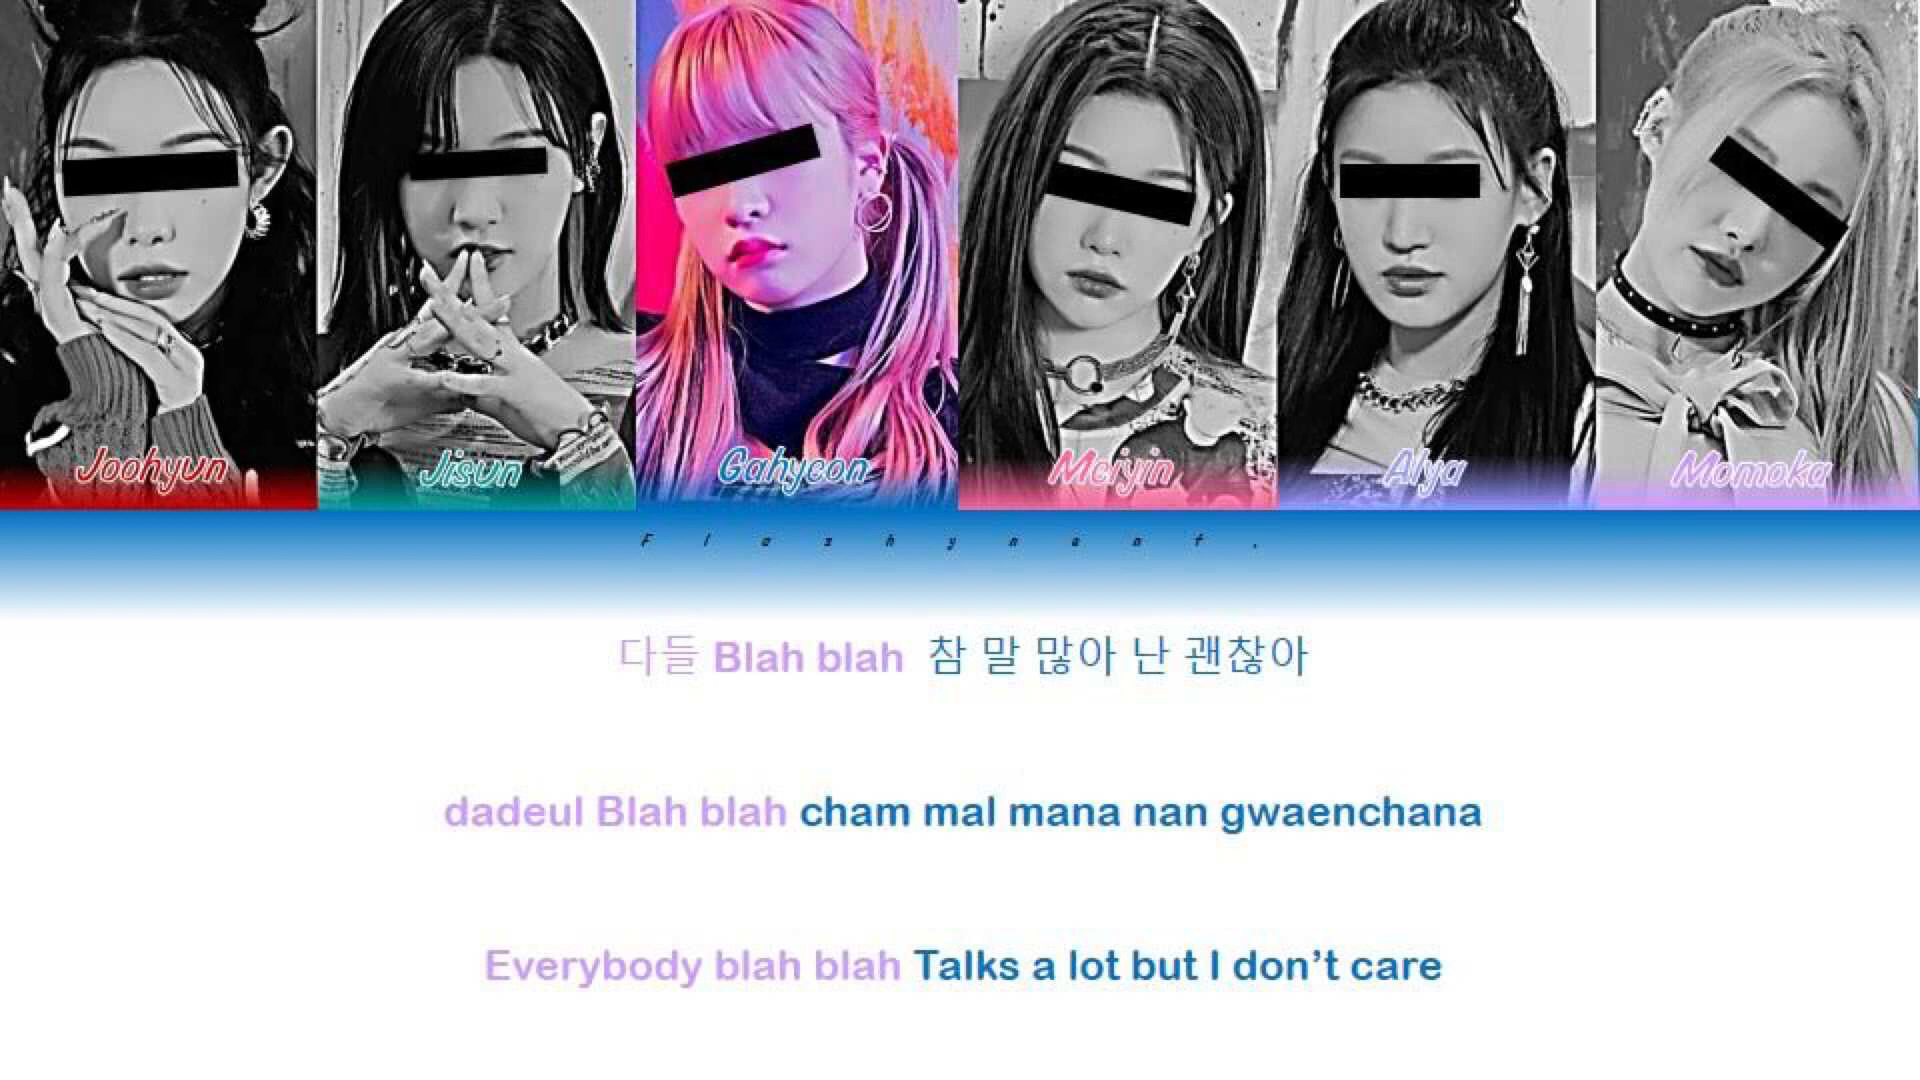 Joohyun Jisun Gahyeon Meiyin Alya Momoka
Flashynent.
다들 Blah blah 참 말 많아 난 괜찮아
dadeul Blah blah cham mal mana nan gwaenchana
Everybody blah blah Talks a lot but I don't care